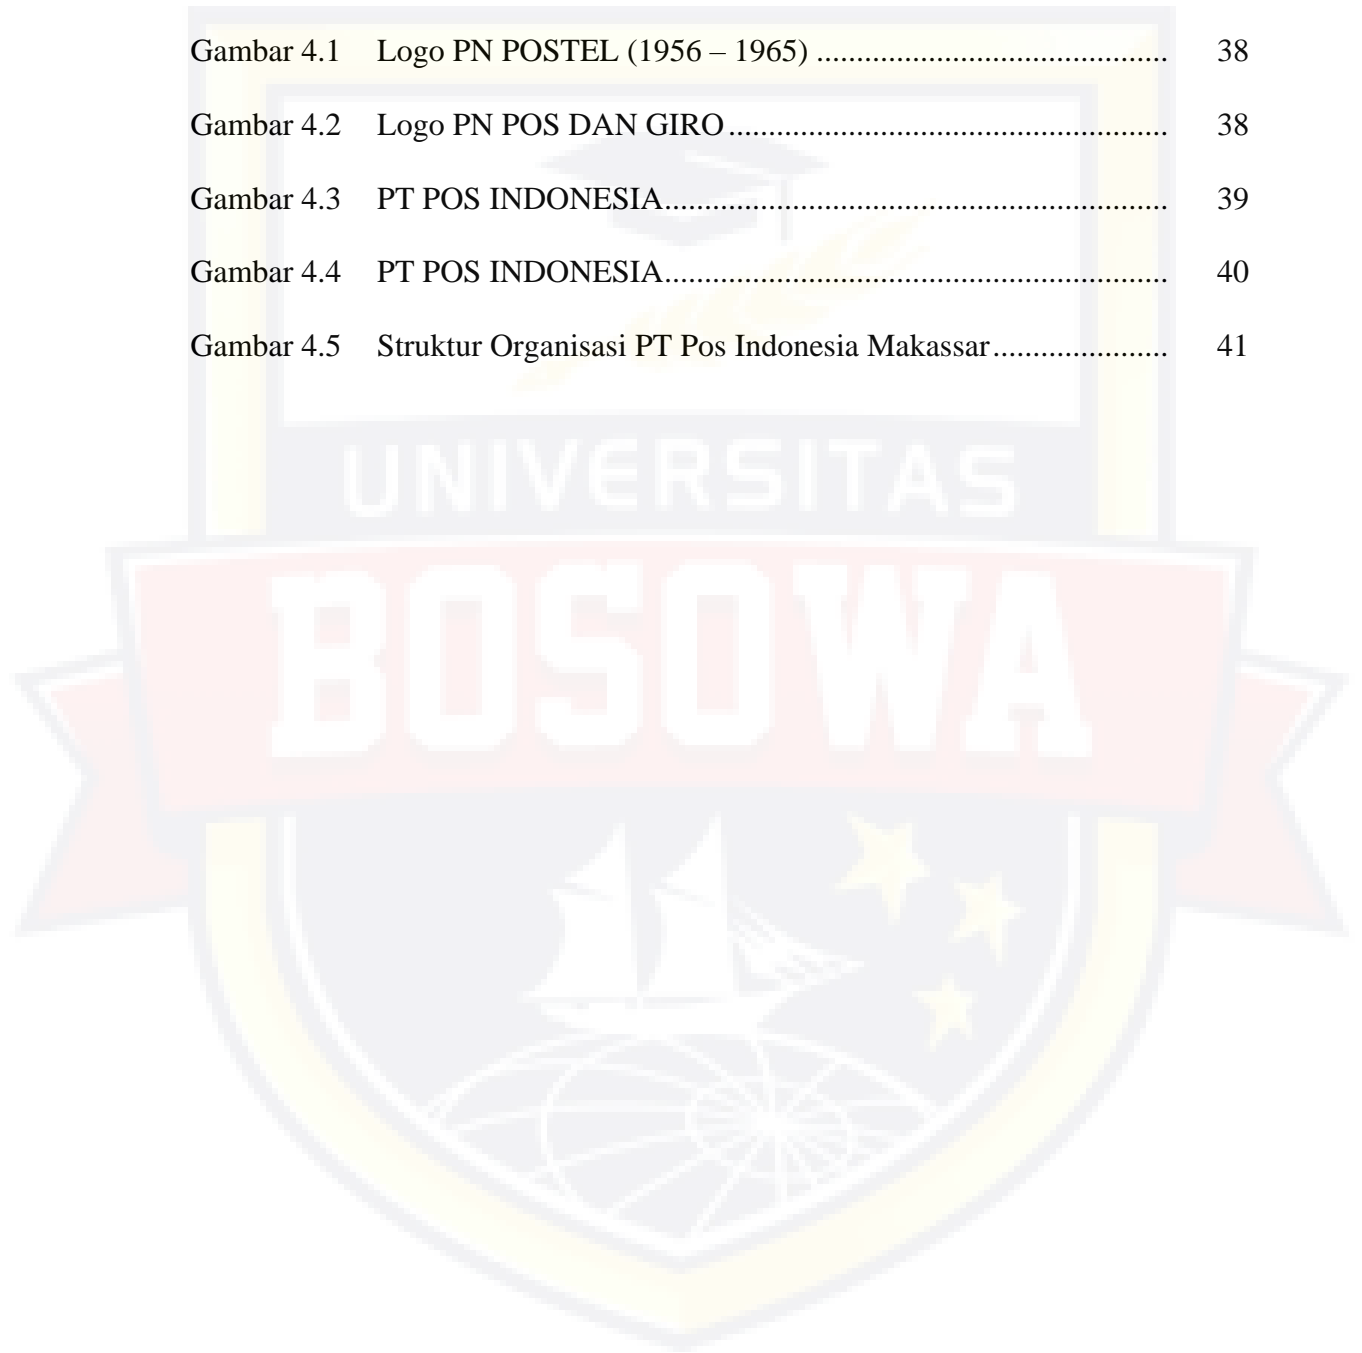 Gambar 4.1 Logo PN POSTEL (1956 – 1965) ............................................ 38
Gambar 4.2 Logo PN POS DAN GIRO ....................................................... 38
Gambar 4.3 PT POS INDONESIA............................................................... 39
Gambar 4.4 PT POS INDONESIA............................................................... 40
Gambar 4.5 Struktur Organisasi PT Pos Indonesia Makassar...................... 41
UNIVERSITAS
BOSOWA